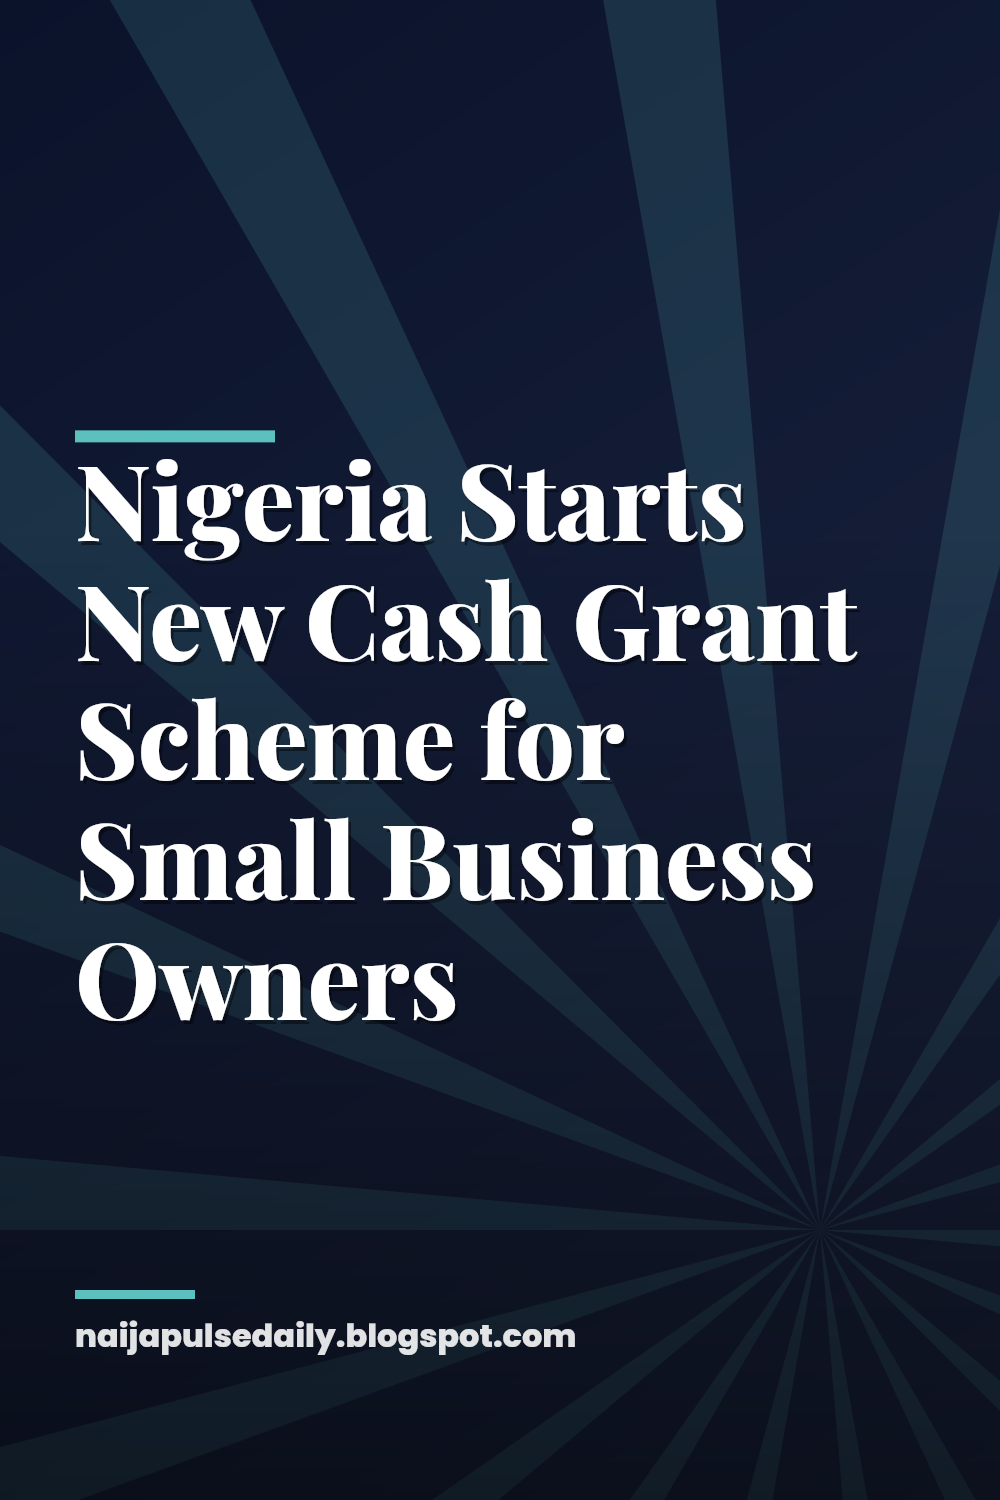 Nigeria Starts
New Cash Grant
Scheme for
Small Business
Owners
naijapulsedaily.blogspot.com